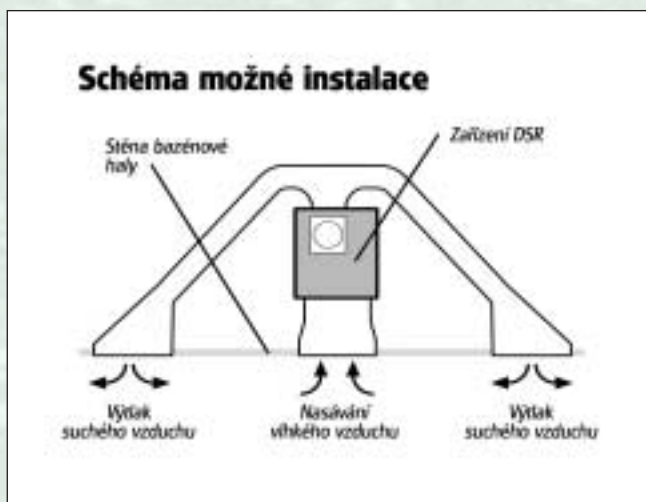 Schéma možné instalace
Stěna bazénové
haly
Zařízení DSR
Výtlak
suchého vzduchu
Nasávání
vlhkého vzduchu
Výtlak
suchého vzduchu